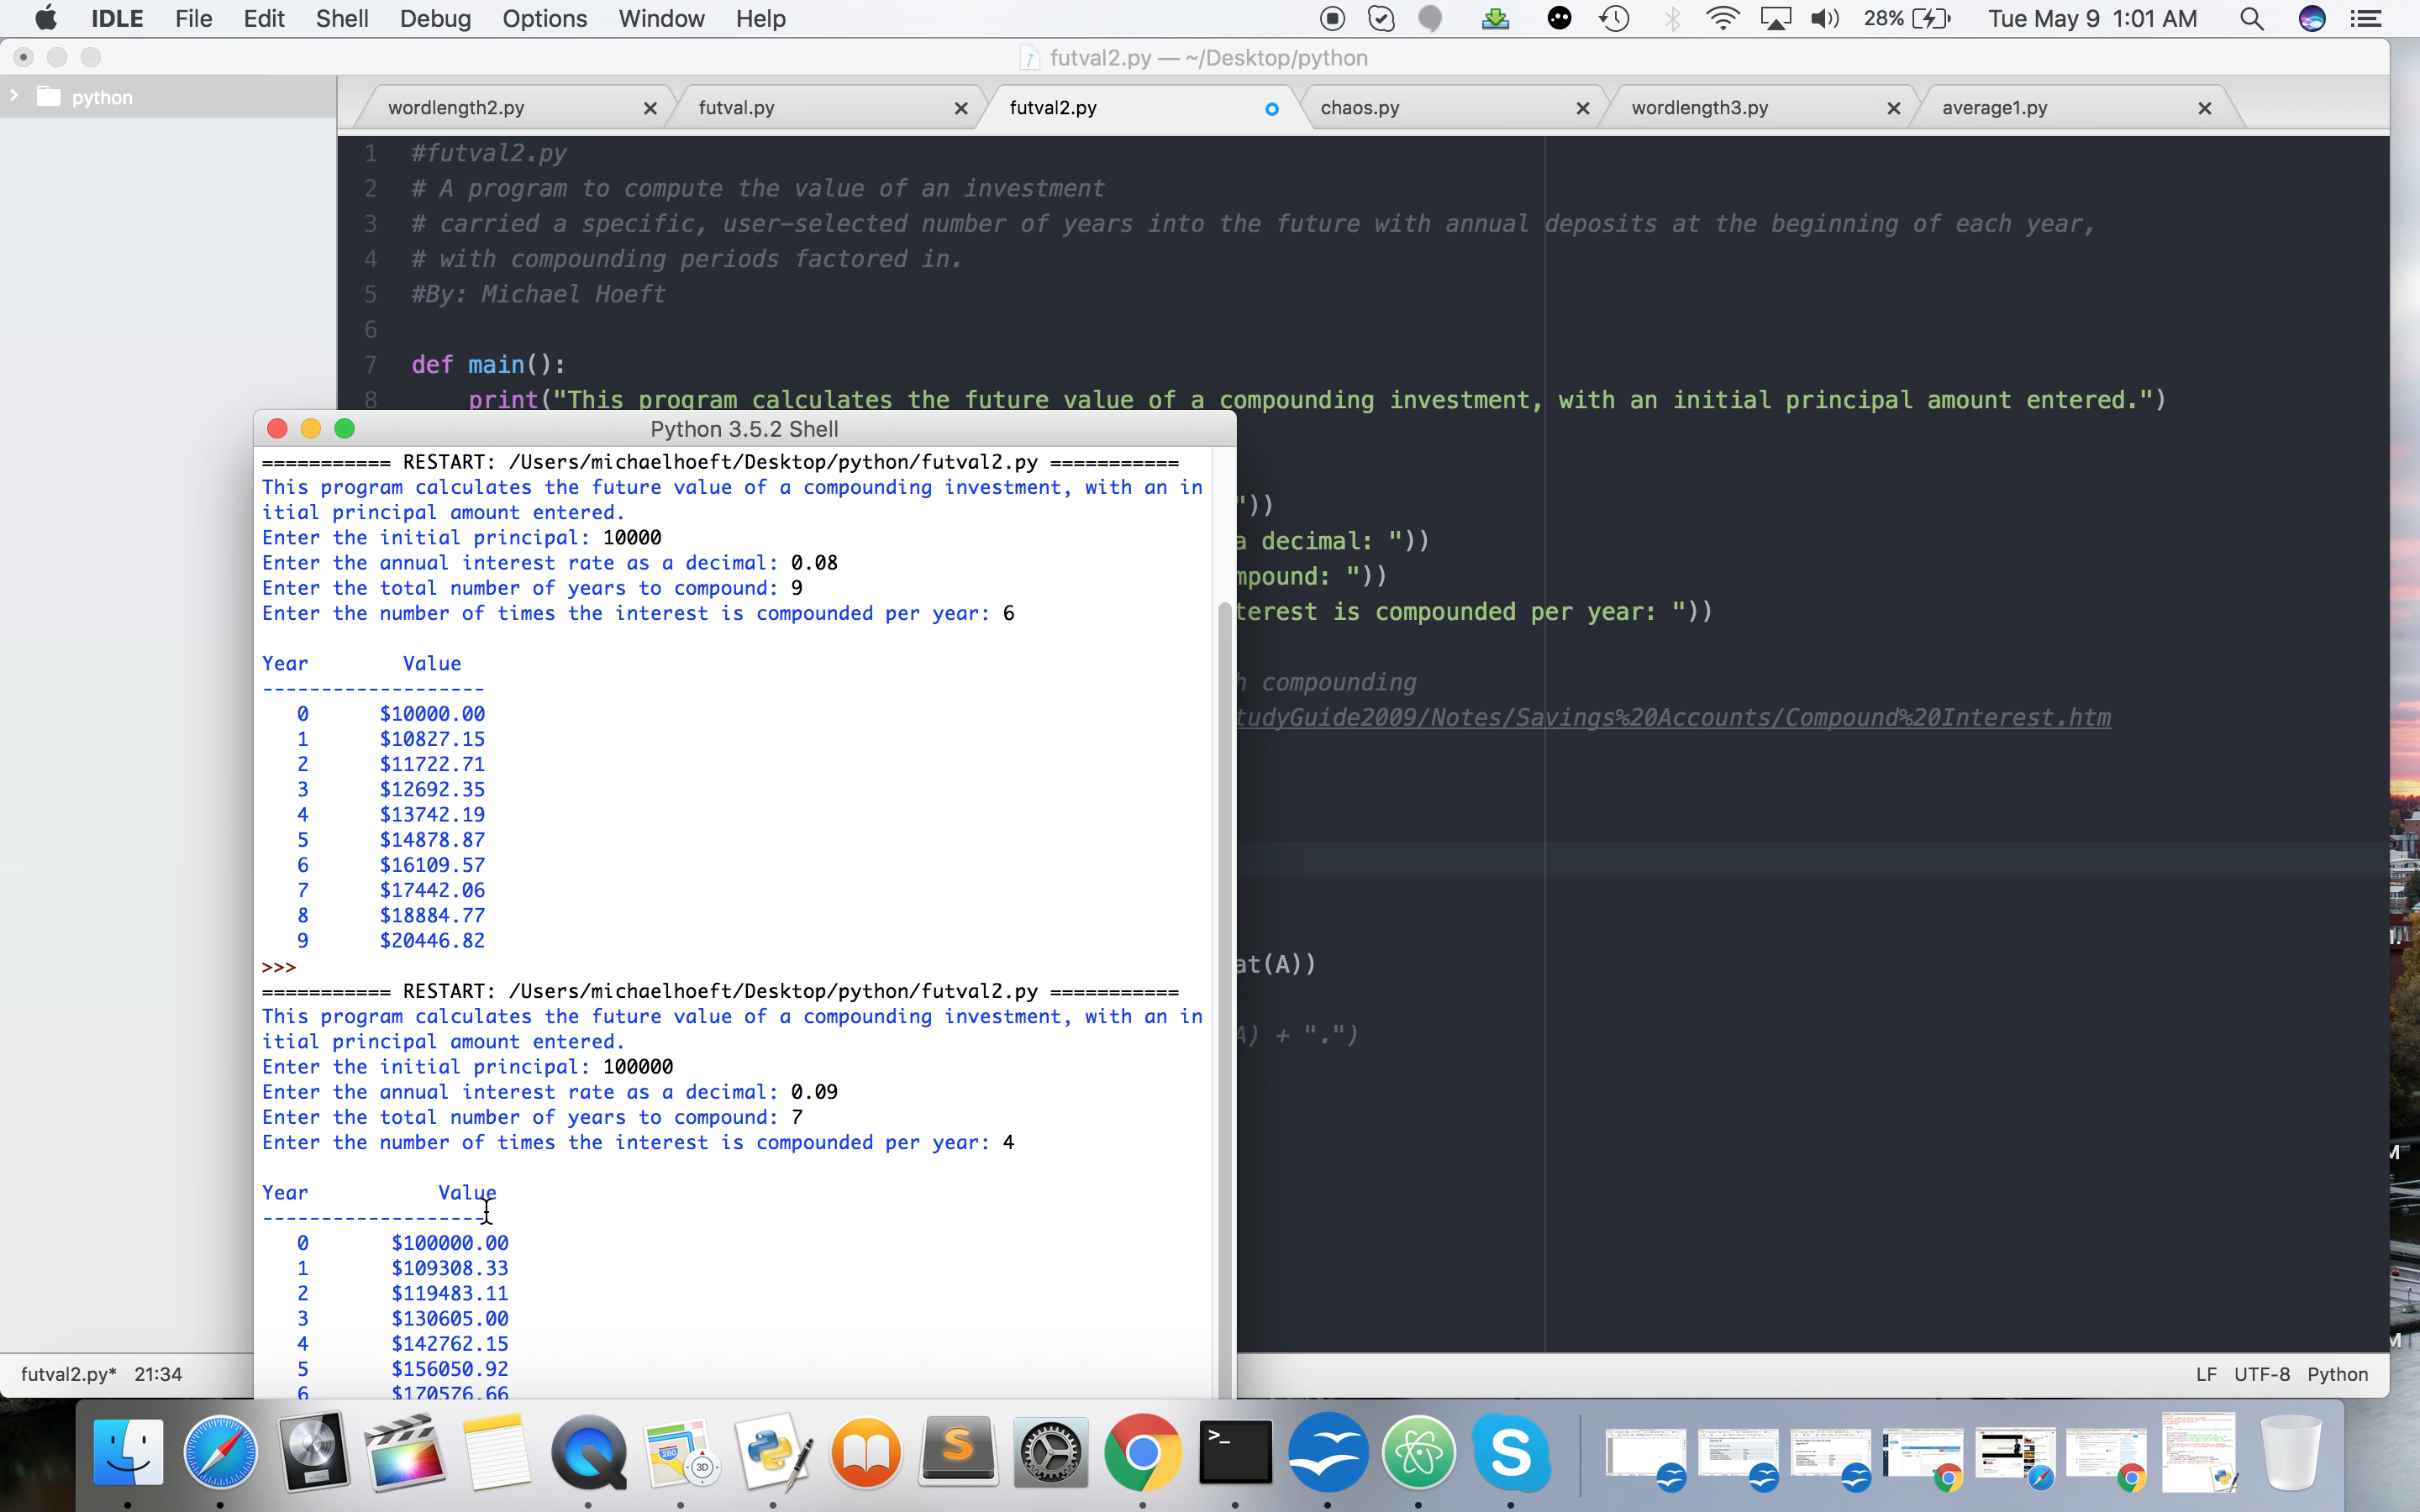 IDLE File Edit Shell Debug Options Window Help 28% Tue May 9 1:01 AM
futval2.py — ~/Desktop/python
python
wordlength2.py futval.py futval2.py chaos.py wordlength3.py average1.py
1 #futval2.py
2 # A program to compute the value of an investment
3 # carried a specific, user-selected number of years into the future with annual deposits at the beginning of each year,
4 # with compounding periods factored in.
5 #By: Michael Hoeft
6
7 def main():
8 print("This program calculates the future value of a compounding investment, with an initial principal amount entered.")
"))
a decimal: "))
mpound: "))
terest is compounded per year: "))
h compounding
tudyGuide2009/Notes/Savings%20Accounts/Compound%20Interest.htm
at(A))
A) + ".")
Python 3.5.2 Shell
=========== RESTART: /Users/michaelhoeft/Desktop/python/futval2.py ===========
This program calculates the future value of a compounding investment, with an in
itial principal amount entered.
Enter the initial principal: 10000
Enter the annual interest rate as a decimal: 0.08
Enter the total number of years to compound: 9
Enter the number of times the interest is compounded per year: 6
Year Value
-------------------
0 $10000.00
1 $10827.15
2 $11722.71
3 $12692.35
4 $13742.19
5 $14878.87
6 $16109.57
7 $17442.06
8 $18884.77
9 $20446.82
>>>
=========== RESTART: /Users/michaelhoeft/Desktop/python/futval2.py ===========
This program calculates the future value of a compounding investment, with an in
itial principal amount entered.
Enter the initial principal: 100000
Enter the annual interest rate as a decimal: 0.09
Enter the total number of years to compound: 7
Enter the number of times the interest is compounded per year: 4
Year Value
-------------------
0 $100000.00
1 $109308.33
2 $119483.11
3 $130605.00
4 $142762.15
5 $156050.92
6 $170576.66
futval2.py* 21:34 LF UTF-8 Python